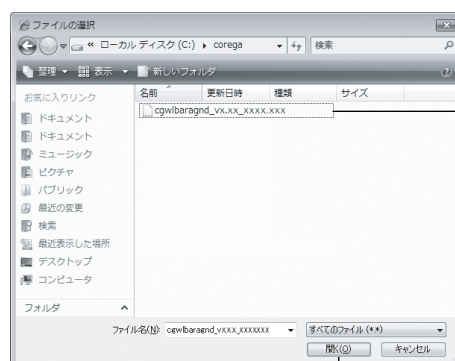 ファイルの選択
« ローカル ディスク (C:) ▸ corega 検索
整理 表示 新しいフォルダ
お気に入りリンク
名前 更新日時 種類 サイズ
cgwlbaragnd_vx.xx_xxxx.xxx
ドキュメント
ドキュメント
ミュージック
ピクチャ
パブリック
最近の変更
検索
最近表示した場所
デスクトップ
コンピュータ
フォルダ
ファイル名(N): cgwlbaragnd_vxxx_xxxxxxx すべてのファイル (*.*)
開く(O) キャンセル